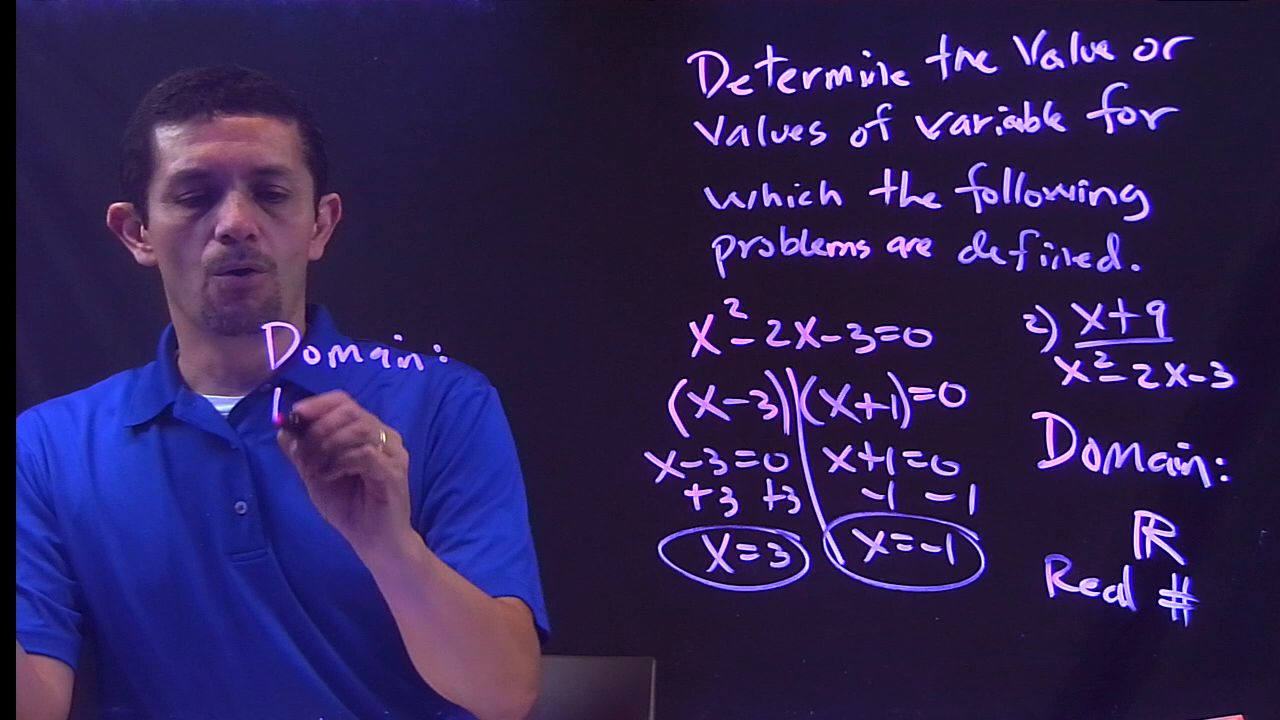 Determine the Value or
values of variable for
which the following
problems are defined.
x²-2x-3=0
(x-3)(x+1)=0
x-3=0 x+1=0
+3 +3 -1 -1
x=3 x=-1
2) x+9
x²-2x-3
Domain:
ℝ
Real #
Domain: